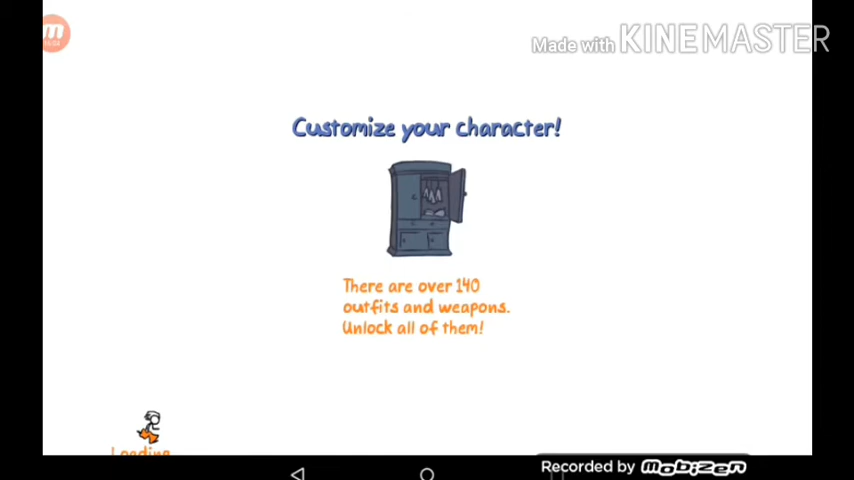 Made with KINEMASTER
Customize your character!
There are over 140
outfits and weapons.
Unlock all of them!
Loading
Recorded by mobizen